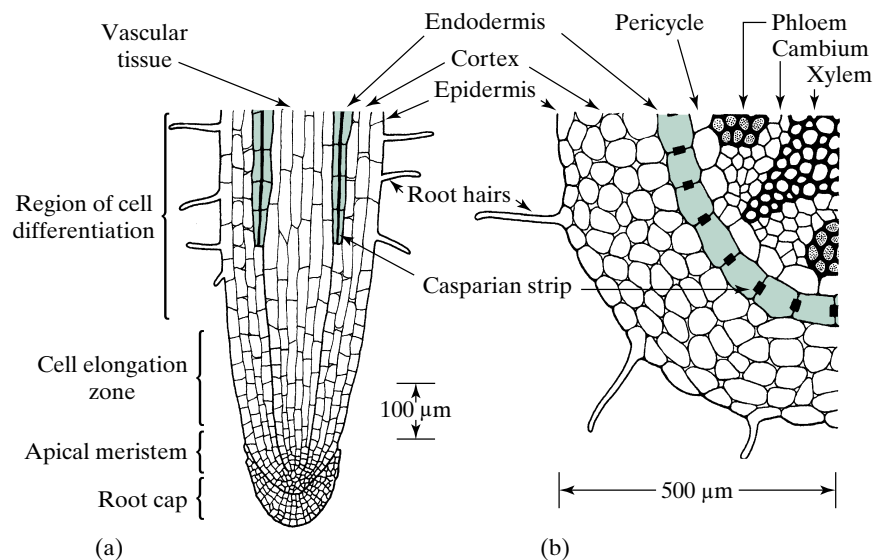 Vascular
tissue
Endodermis
Cortex
Epidermis
Pericycle
Phloem
Cambium
Xylem
Region of cell
differentiation
Root hairs
Casparian strip
Cell elongation
zone
100 µm
Apical meristem
Root cap
500 µm
(a)
(b)